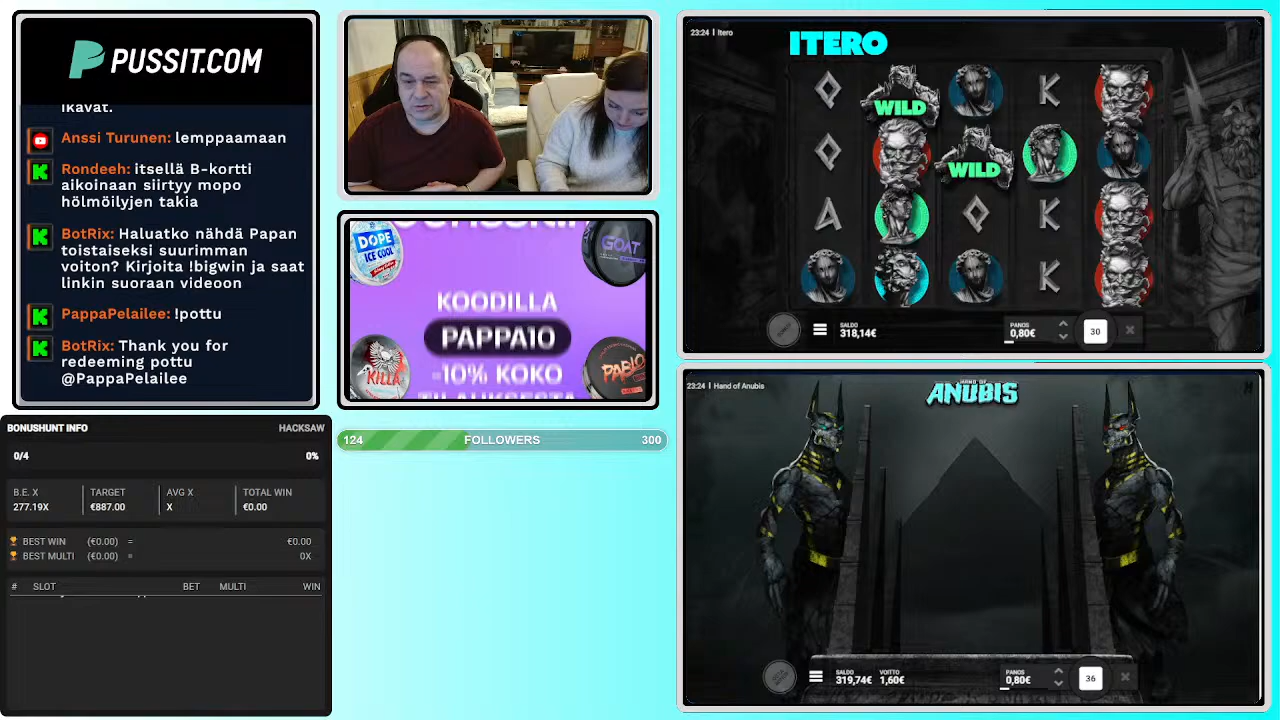 PUSSIT.COM
ikävät.
Anssi Turunen: lemppaamaan
Rondeeh: itsellä B-kortti
aikoinaan siirtyy mopo
hölmöilyjen takia
BotRix: Haluatko nähdä Papan
toistaiseksi suurimman
voiton? Kirjoita !bigwin ja saat
linkin suoraan videoon
PappaPelailee: !pottu
BotRix: Thank you for
redeeming pottu
@PappaPelailee
BONUSHUNT INFO HACKSAW
0/4 0%
B.E. X TARGET AVG X TOTAL WIN
277.19X €887.00 X €0.00
BEST WIN (€0.00) = €0.00
BEST MULTI (€0.00) = 0X
# SLOT BET MULTI WIN
DOPE
ICE COOL
GOAT
KOODILLA
PAPPA10
-10% KOKO
TILAUKSESTA
KILLA
PABLO
124 FOLLOWERS 300
23:24 | Itero
ITERO
Q WILD K
Q WILD
A Q K
K
SALDO
318,14€
PANOS
0,80€
30
23:24 | Hand of Anubis
HAND OF
ANUBIS
SALDO
319,74€
VOITTO
1,60€
PANOS
0,80€
36